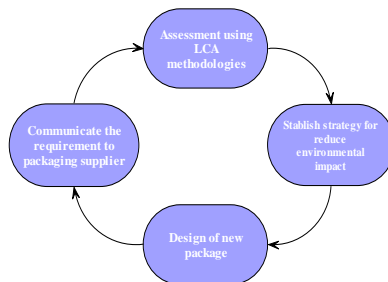 Assessment using
LCA
methodologies
Stablish strategy for
reduce
environmental
impact
Design of new
package
Communicate the
requirement to
packaging supplier